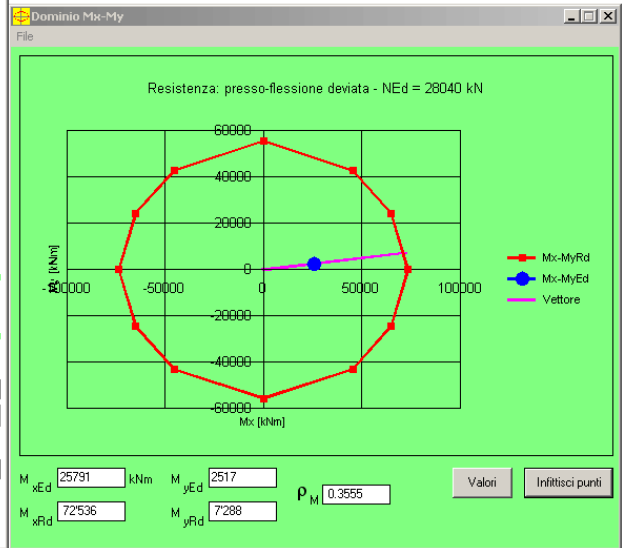 Dominio Mx-My
File
Resistenza: presso-flessione deviata - NEd = 28040 kN
60000
40000
20000
0
-100000 -50000 0 50000 100000
-20000
-40000
-60000
[kNm]
Mx [kNm]
Mx-MyRd
Mx-MyEd
Vettore
M xEd 25791 kNm M yEd 2517
ρ M 0.3555
M xRd 72'536 M yRd 7'288
Valori Infittisci punti